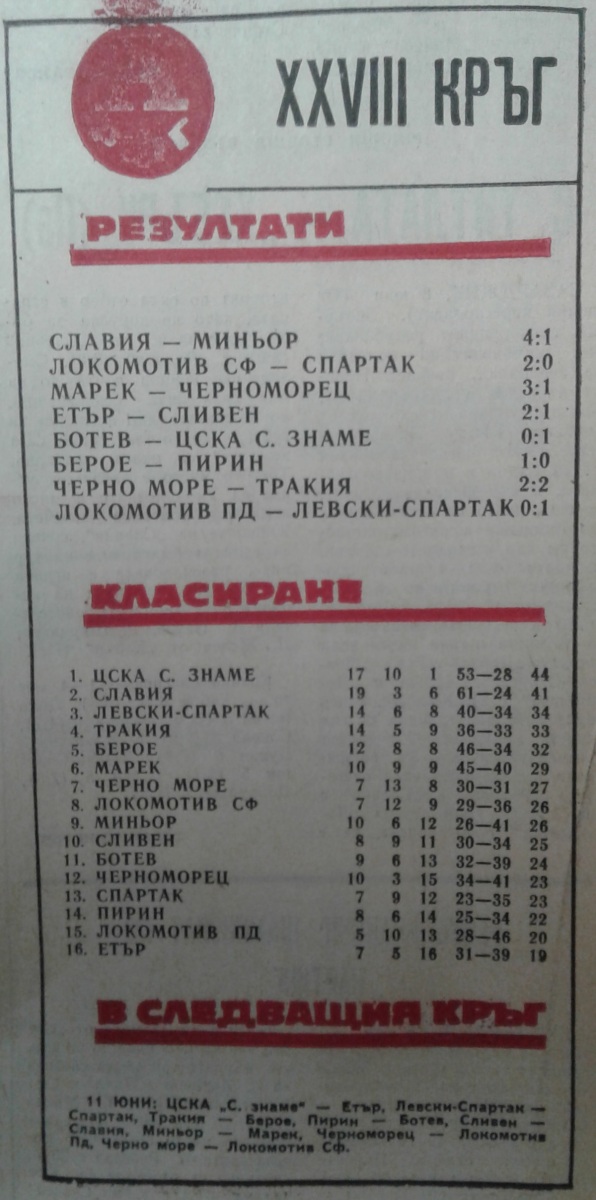 XXVIII КРЪГ
РЕЗУЛТАТИ
СЛАВИЯ — МИНЬОР 4:1
ЛОКОМОТИВ СФ — СПАРТАК 2:0
МАРЕК — ЧЕРНОМОРЕЦ 3:1
ЕТЪР — СЛИВЕН 2:1
БОТЕВ — ЦСКА С. ЗНАМЕ 0:1
БЕРОЕ — ПИРИН 1:0
ЧЕРНО МОРЕ — ТРАКИЯ 2:2
ЛОКОМОТИВ ПД — ЛЕВСКИ-СПАРТАК 0:1
КЛАСИРАНЕ
1. ЦСКА С. ЗНАМЕ 17 10 1 53—28 44
2. СЛАВИЯ 19 3 6 61—24 41
3. ЛЕВСКИ-СПАРТАК 14 6 8 40—34 34
4. ТРАКИЯ 14 5 9 36—33 33
5. БЕРОЕ 12 8 8 46—34 32
6. МАРЕК 10 9 9 45—40 29
7. ЧЕРНО МОРЕ 7 13 8 30—31 27
8. ЛОКОМОТИВ СФ 7 12 9 29—36 26
9. МИНЬОР 10 6 12 26—41 26
10. СЛИВЕН 8 9 11 30—34 25
11. БОТЕВ 9 6 13 32—39 24
12. ЧЕРНОМОРЕЦ 10 3 15 34—41 23
13. СПАРТАК 7 9 12 23—35 23
14. ПИРИН 8 6 14 25—34 22
15. ЛОКОМОТИВ ПД 5 10 13 28—46 20
16. ЕТЪР 7 5 16 31—39 19
В СЛЕДВАЩИЯ КРЪГ
11 ЮНИ: ЦСКА „С. знаме" — Етър, Левски-Спартак —
Спартак, Тракия — Берое, Пирин — Ботев, Сливен —
Славия, Миньор — Марек, Черноморец — Локомотив
Пд, Черно море — Локомотив Сф.